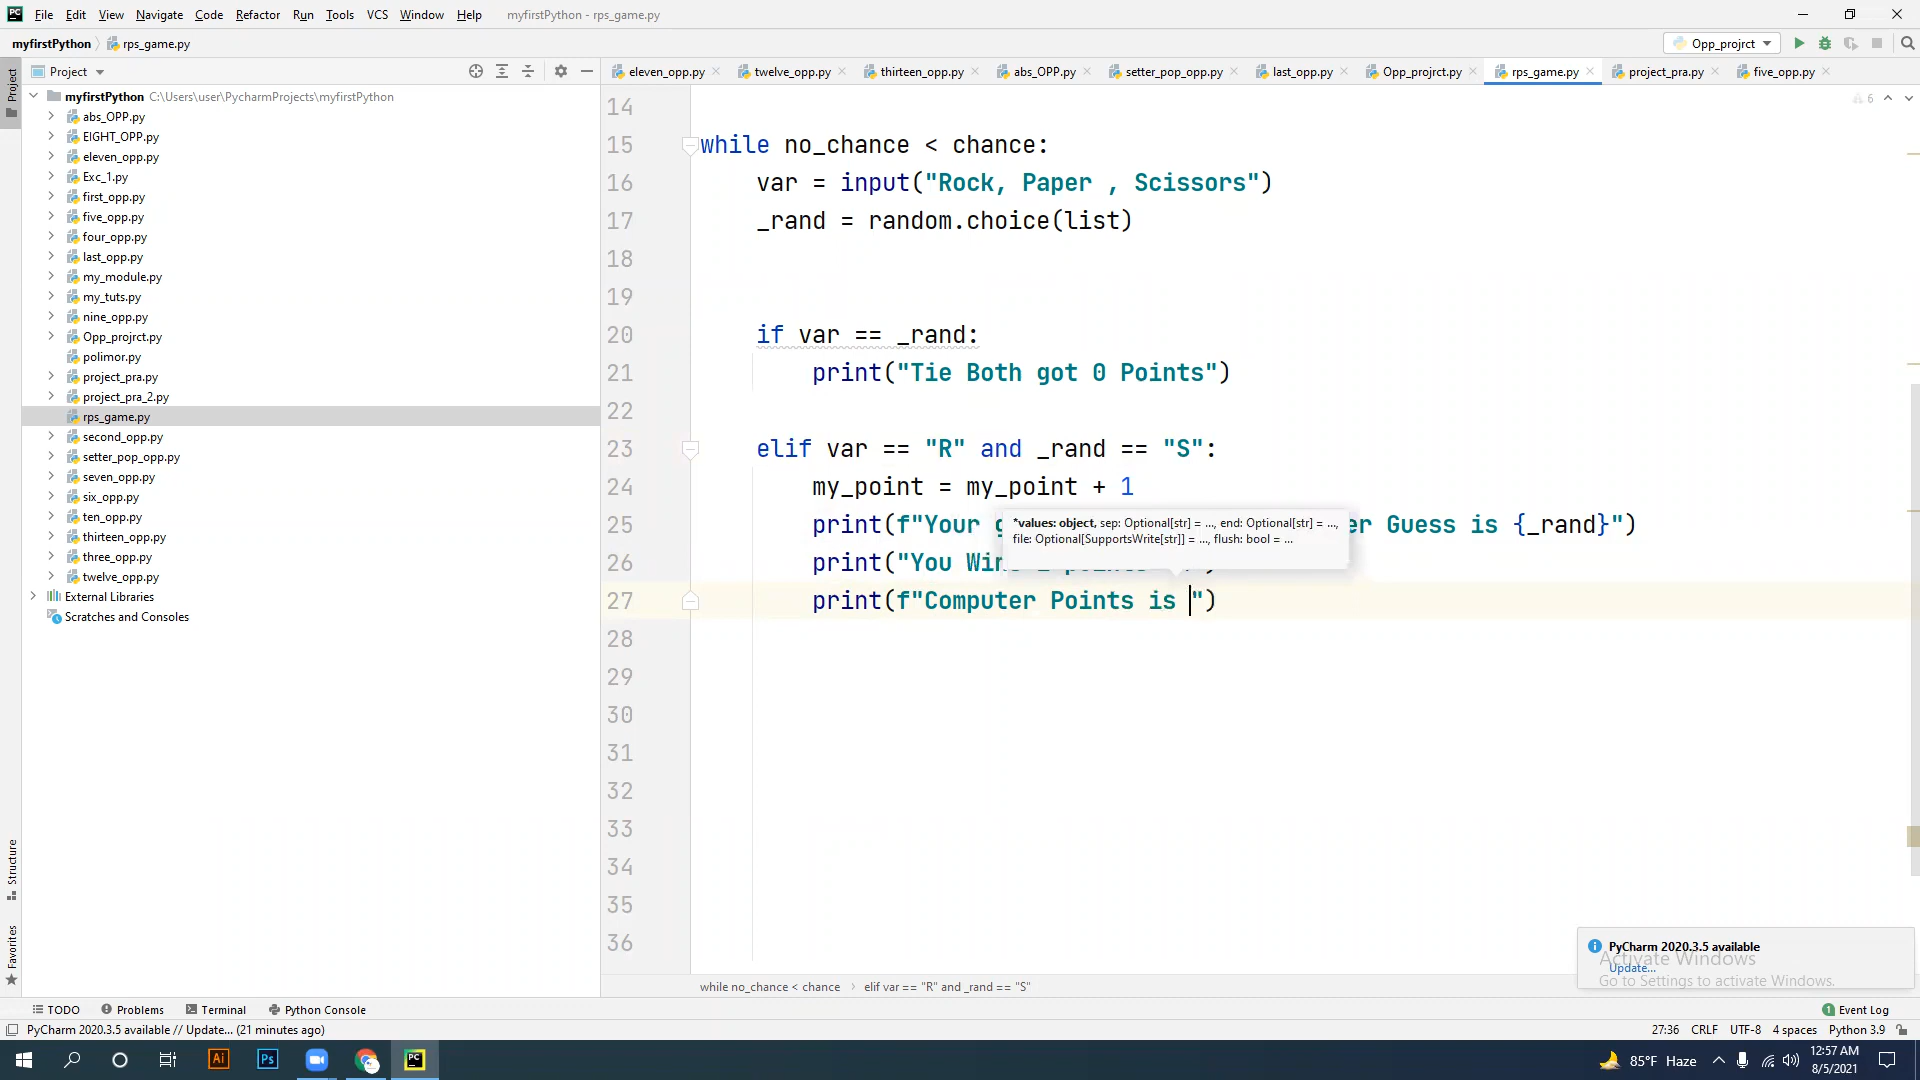 PC File Edit View Navigate Code Refactor Run Tools VCS Window Help myfirstPython - rps_game.py
myfirstPython rps_game.py Opp_projrct
Project
Project eleven_opp.py twelve_opp.py thirteen_opp.py abs_OPP.py setter_pop_opp.py last_opp.py Opp_projrct.py rps_game.py project_pra.py five_opp.py
myfirstPython C:\Users\user\PycharmProjects\myfirstPython
abs_OPP.py
EIGHT_OPP.py
eleven_opp.py
Exc_1.py
first_opp.py
five_opp.py
four_opp.py
last_opp.py
my_module.py
my_tuts.py
nine_opp.py
Opp_projrct.py
polimor.py
project_pra.py
project_pra_2.py
rps_game.py
second_opp.py
setter_pop_opp.py
seven_opp.py
six_opp.py
ten_opp.py
thirteen_opp.py
three_opp.py
twelve_opp.py
External Libraries
Scratches and Consoles
Structure
Favorites
6
14
15 while no_chance < chance:
16 var = input("Rock, Paper , Scissors")
17 _rand = random.choice(list)
18
19
20 if var == _rand:
21 print("Tie Both got 0 Points")
22
23 elif var == "R" and _rand == "S":
24 my_point = my_point + 1
25 print(f"Your er Guess is {_rand}")
*values: object, sep: Optional[str] = ..., end: Optional[str] = ...,
file: Optional[SupportsWrite[str]] = ..., flush: bool = ...
26 print("You Win
27 print(f"Computer Points is ")
28
29
30
31
32
33
34
35
36
PyCharm 2020.3.5 available
Update...
Activate Windows
Go to Settings to activate Windows.
while no_chance < chance elif var == "R" and _rand == "S"
TODO Problems Terminal Python Console 1 Event Log
PyCharm 2020.3.5 available // Update... (21 minutes ago) 27:36 CRLF UTF-8 4 spaces Python 3.9
Ai Ps PC 85°F Haze 12:57 AM
8/5/2021